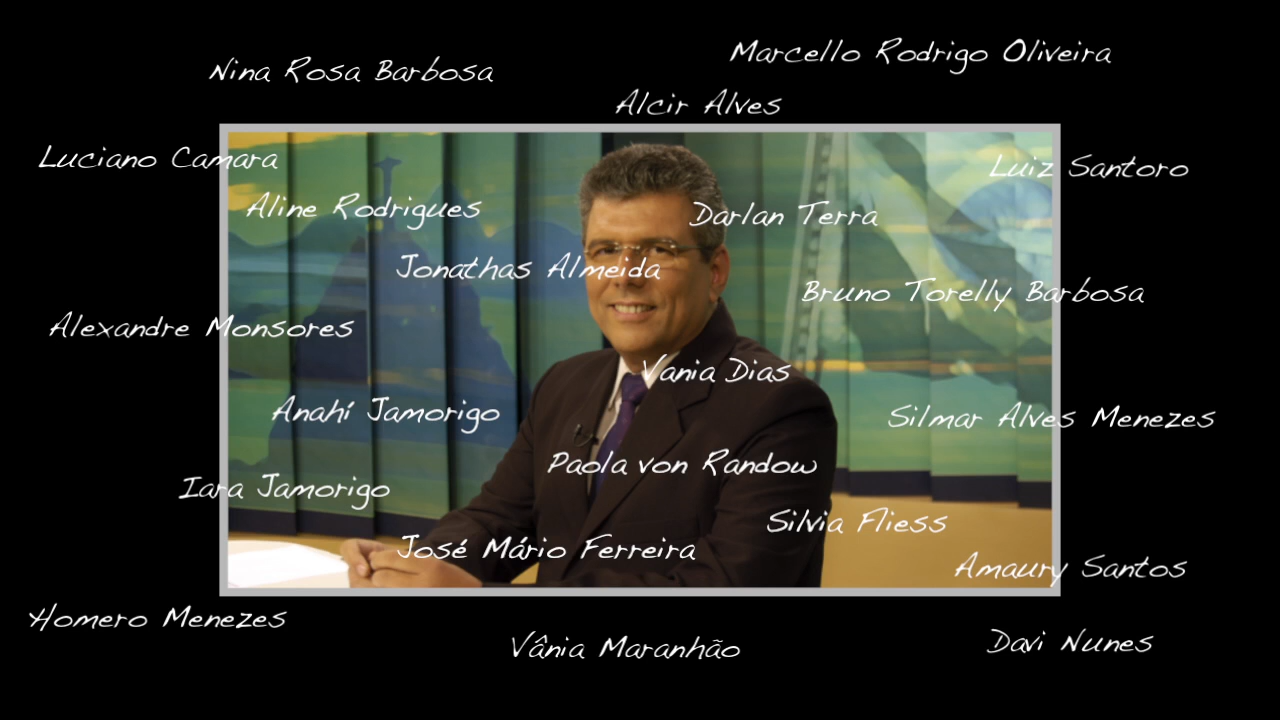 Marcello Rodrigo Oliveira
Nina Rosa Barbosa
Alcir Alves
Luciano Camara
Luiz Santoro
Aline Rodrigues
Darlan Terra
Jonathas Almeida
Bruno Torelly Barbosa
Alexandre Monsores
Vania Dias
Anahí Jamorigo
Silmar Alves Menezes
Paola von Randow
Iara Jamorigo
Silvia Fliess
José Mário Ferreira
Amaury Santos
Homero Menezes
Vânia Maranhão
Davi Nunes